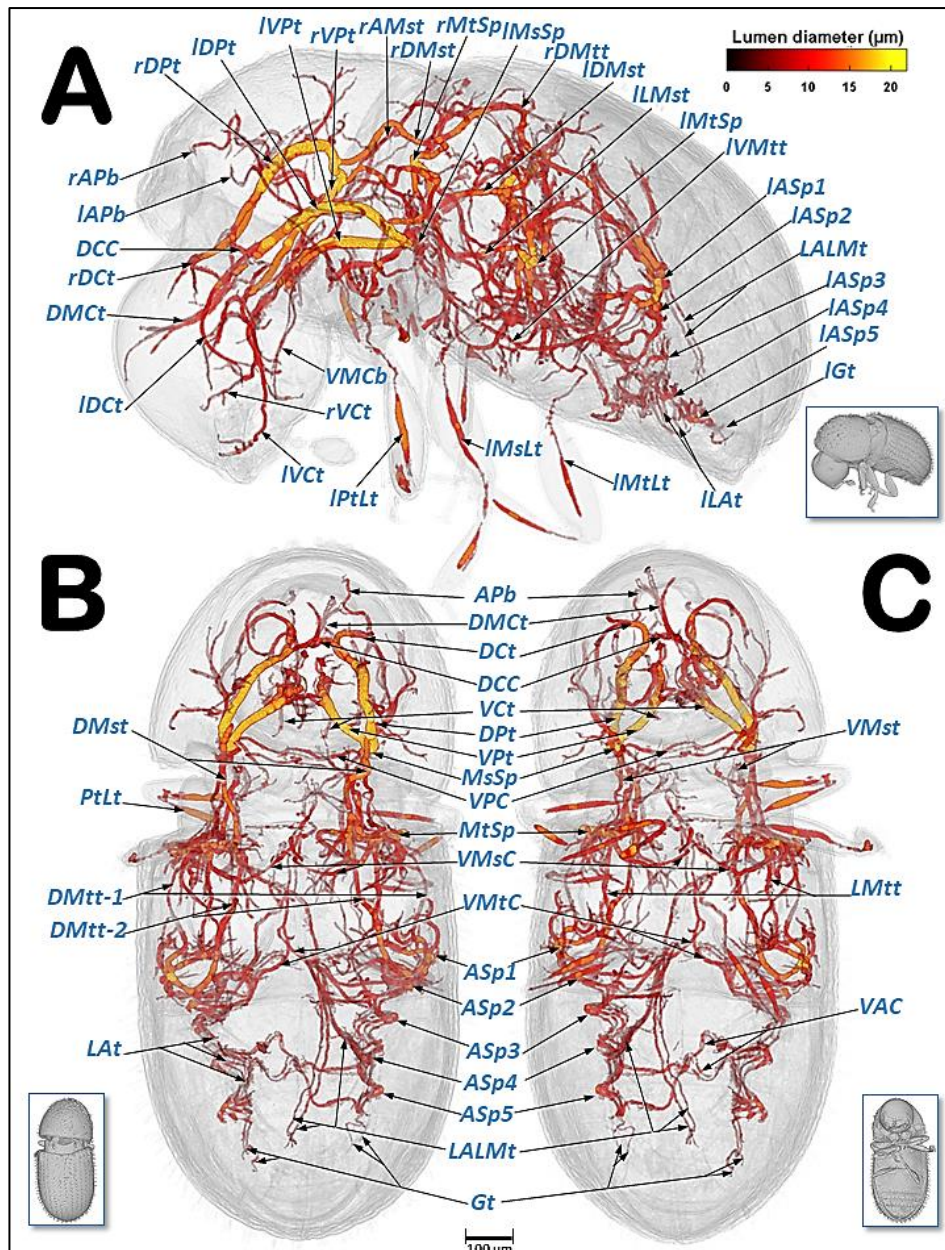 A
lVPt
rAMst
rMtSp
lMsSp
lDPt
rVPt
rDMst
rDMtt
rDPt
lDMst
lLMst
lMtSp
lVMtt
Lumen diameter (µm)
0 5 10 15 20
rAPb
lAPb
DCC
rDCt
DMCt
lDCt
VMCb
rVCt
lVCt
lPtLt
lMsLt
lMtLt
lASp1
lASp2
LALMt
lASp3
lASp4
lASp5
lGt
lLAt
B
C
APb
DMCt
DCt
DCC
VCt
DPt
VPt
MsSp
VPC
MtSp
VMsC
VMtC
ASp1
ASp2
ASp3
ASp4
ASp5
LALMt
Gt
DMst
PtLt
DMtt-1
DMtt-2
LAt
VMst
LMtt
VAC
100 µm